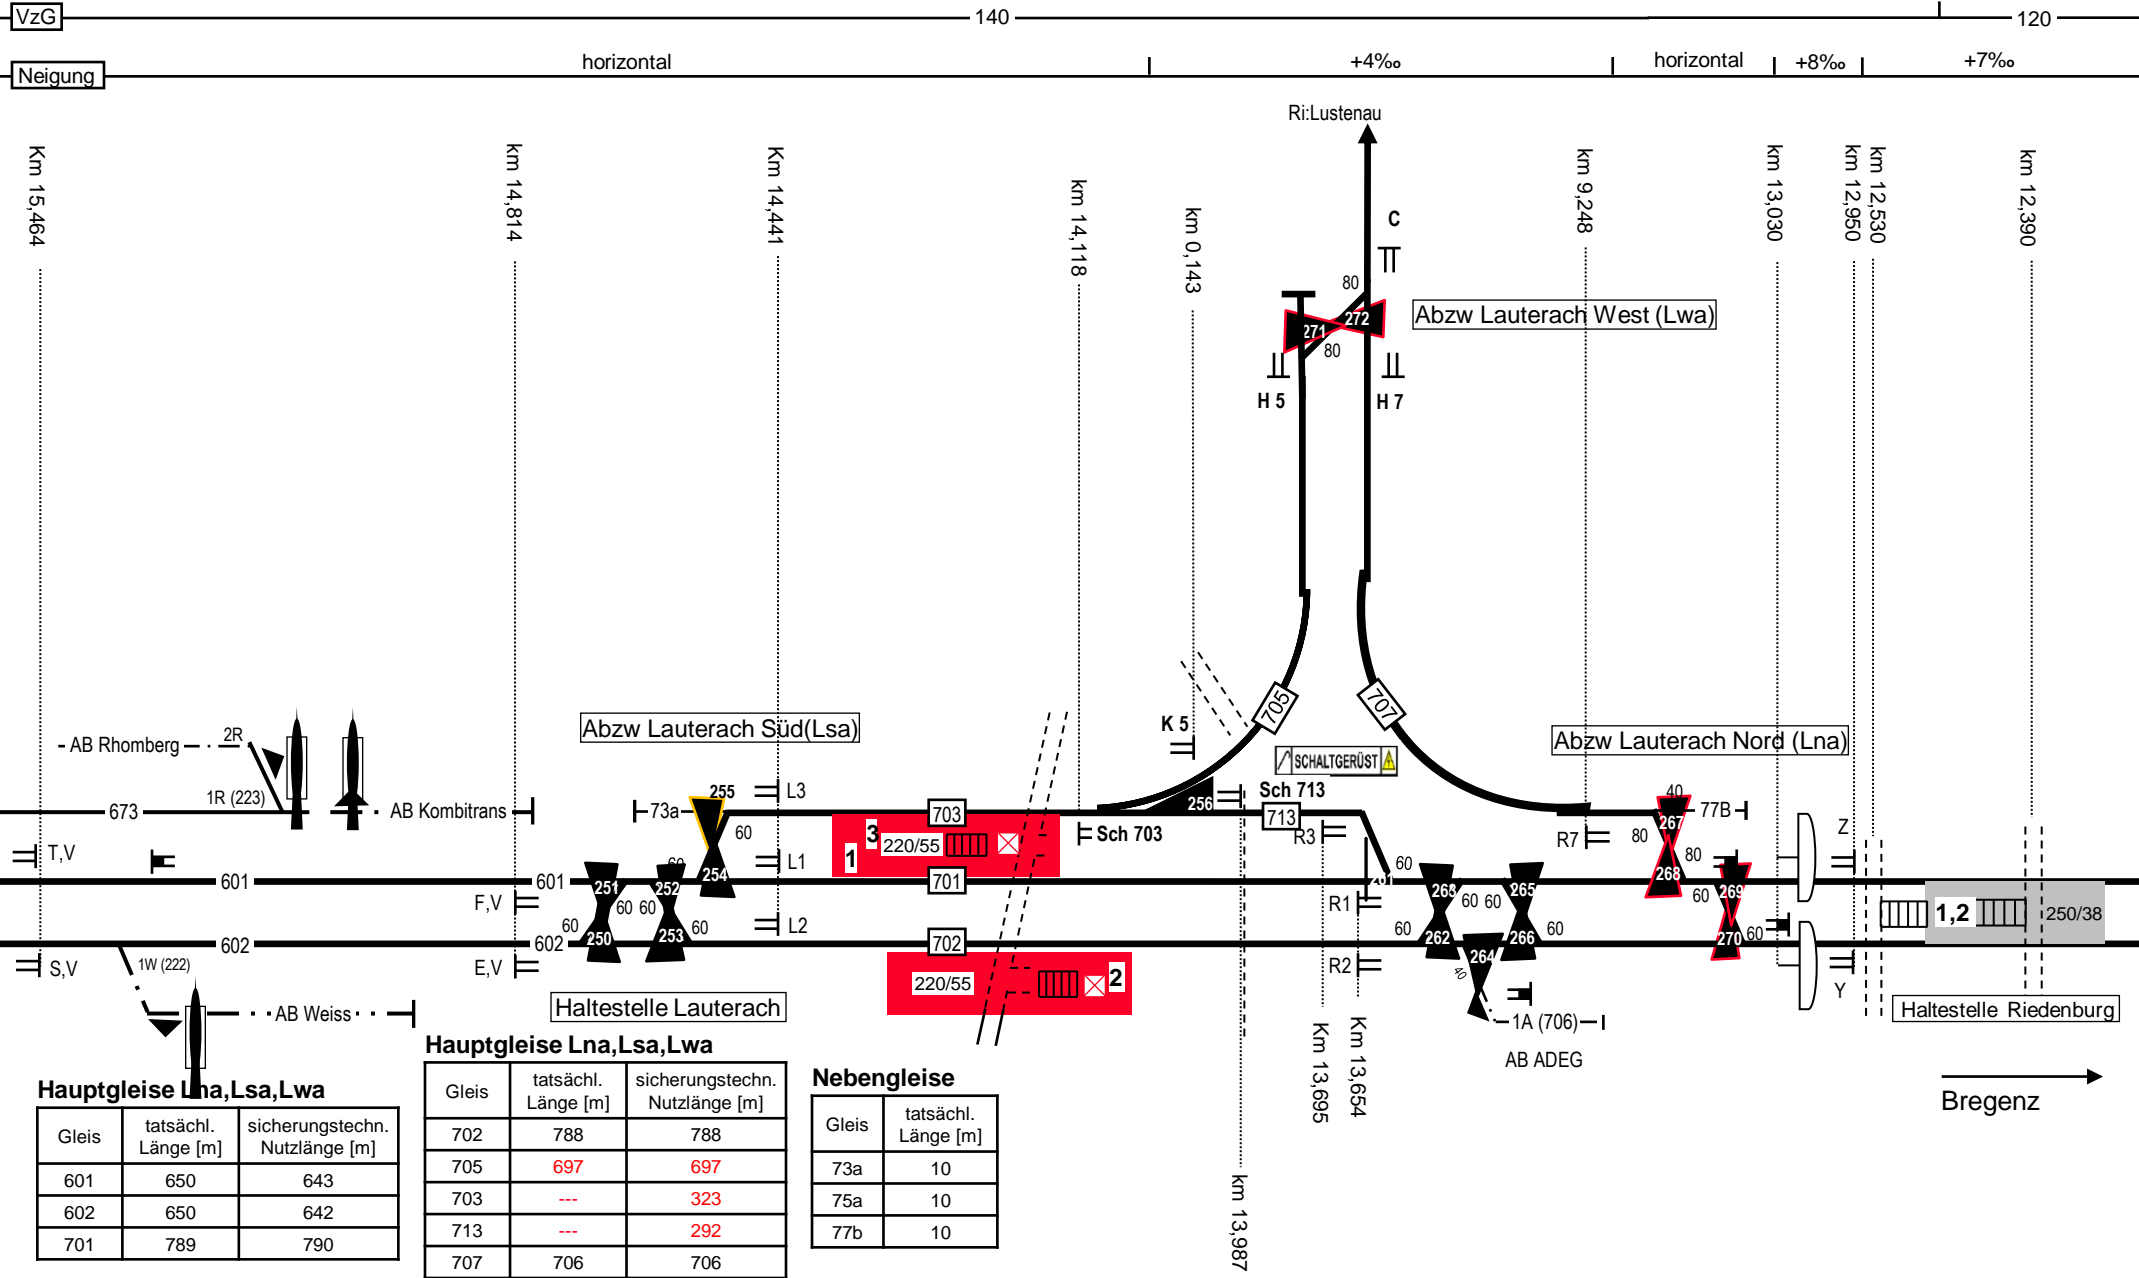 VzG
140
120
Neigung
horizontal
+4‰
horizontal
+8‰
+7‰
Ri:Lustenau
Km 15,464
km 14,814
Km 14,441
km 14,118
km 0,143
km 9,248
km 13,030
km 12,950
km 12,530
km 12,390
C
80
272
271
80
Abzw Lauterach West (Lwa)
H 5
H 7
705
707
K 5
Abzw Lauterach Süd(Lsa)
Abzw Lauterach Nord (Lna)
SCHALTGERÜST
AB Rhomberg
2R
1R (223)
673
AB Kombitrans
73a
255
60
L3
703
256
Sch 713
713
R3
Sch 703
40
267
77B
80
R7
Z
T,V
3
1
220/55
60
254
L1
60
80
268
601
601
251
252
701
261
263
265
269
F,V
60
60
R1
60
60
60
1,2
250/38
60
60
L2
60
60
60
602
602
250
253
702
262
266
264
270
S,V
1W (222)
E,V
R2
40
Y
220/55
2
AB Weiss
Haltestelle Lauterach
1A (706)
AB ADEG
Haltestelle Riedenburg
Km 13,695
Km 13,654
km 13,987
Bregenz
Hauptgleise Lna,Lsa,Lwa
Gleis tatsächl. Länge [m] sicherungstechn. Nutzlänge [m]
601 650 643
602 650 642
701 789 790
Hauptgleise Lna,Lsa,Lwa
Gleis tatsächl. Länge [m] sicherungstechn. Nutzlänge [m]
702 788 788
705 697 697
703 --- 323
713 --- 292
707 706 706
Nebengleise
Gleis tatsächl. Länge [m]
73a 10
75a 10
77b 10